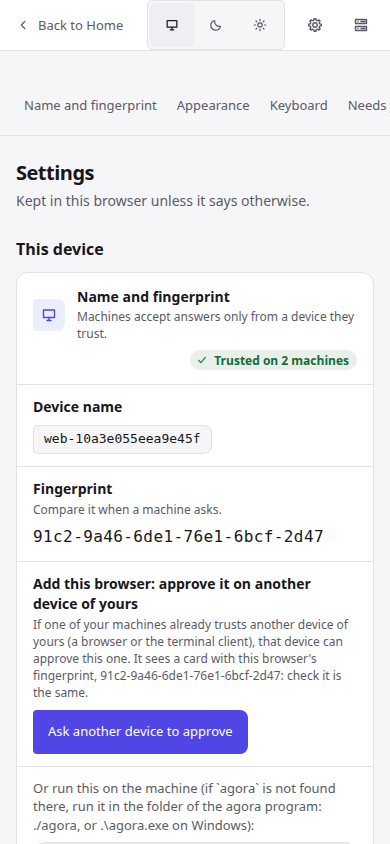 Back to Home
Name and fingerprint
Appearance
Keyboard
Needs
Settings
Kept in this browser unless it says otherwise.
This device
Name and fingerprint
Machines accept answers only from a device they
trust.
Trusted on 2 machines
Device name
web-10a3e055eea9e45f
Fingerprint
Compare it when a machine asks.
91c2-9a46-6de1-76e1-6bcf-2d47
Add this browser: approve it on another
device of yours
If one of your machines already trusts another device of
yours (a browser or the terminal client), that device can
approve this one. It sees a card with this browser's
fingerprint, 91c2-9a46-6de1-76e1-6bcf-2d47: check it is
the same.
Ask another device to approve
Or run this on the machine (if `agora` is not found
there, run it in the folder of the agora program:
./agora, or .\agora.exe on Windows):